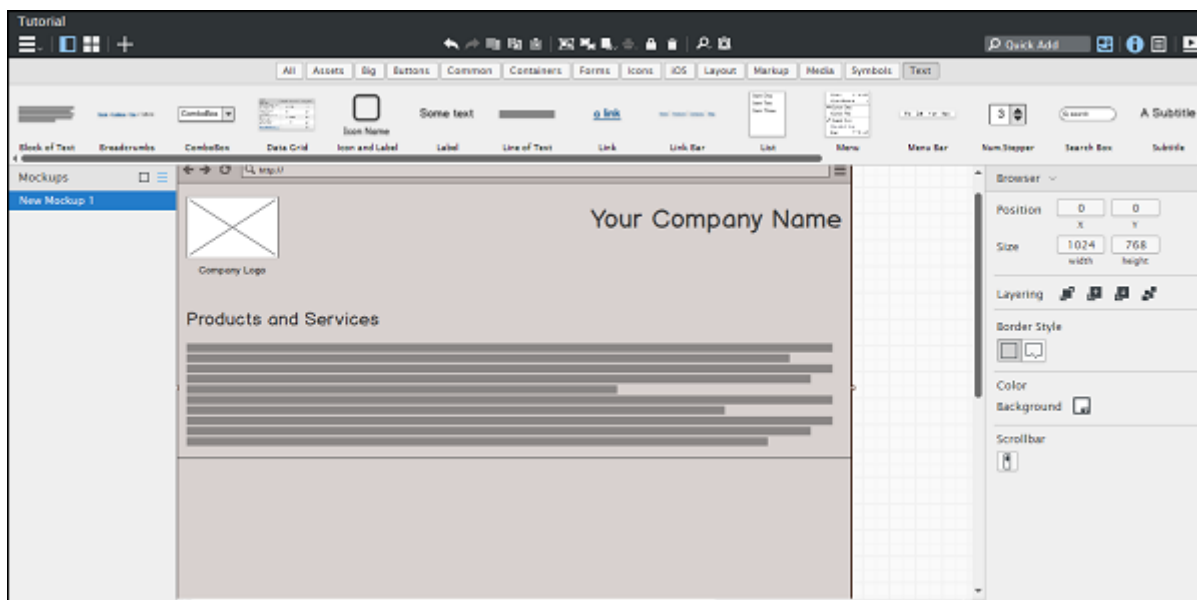 Tutorial
Quick Add
All Assets Big Buttons Common Containers Forms Icons iOS Layout Markup Media Symbols Text
ComboBox
Some text
a link
3
search
A Subtitle
Icon Name
Block of Text Breadcrumbs ComboBox Data Grid Icon and Label Label Line of Text Link Link Bar List Menu Menu Bar Num.Stepper Search Box Subtitle
Mockups
New Mockup 1
http://
Your Company Name
Company Logo
Products and Services
Browser
Position 0 0
X Y
Size 1024 768
width height
Layering
Border Style
Color
Background
Scrollbar